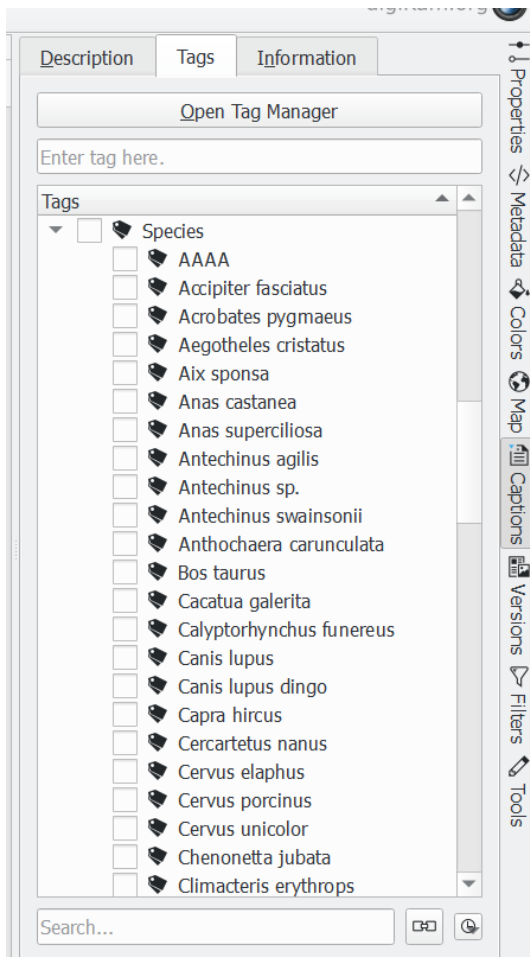 digikam.org
Description Tags Information
Open Tag Manager
Enter tag here.
Tags
Species
AAAA
Accipiter fasciatus
Acrobates pygmaeus
Aegotheles cristatus
Aix sponsa
Anas castanea
Anas superciliosa
Antechinus agilis
Antechinus sp.
Antechinus swainsonii
Anthochaera carunculata
Bos taurus
Cacatua galerita
Calyptorhynchus funereus
Canis lupus
Canis lupus dingo
Capra hircus
Cercartetus nanus
Cervus elaphus
Cervus porcinus
Cervus unicolor
Chenonetta jubata
Climacteris erythrops
Search...
Properties
Metadata
Colors
Map
Captions
Versions
Filters
Tools